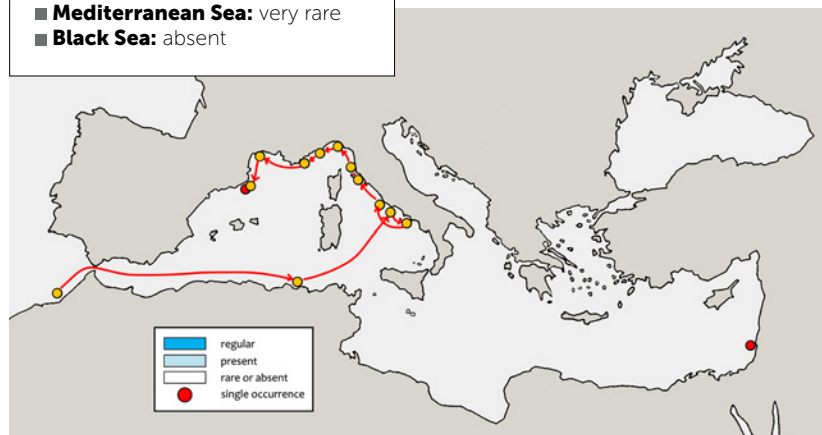 ■ Mediterranean Sea: very rare
■ Black Sea: absent
regular
present
rare or absent
single occurrence